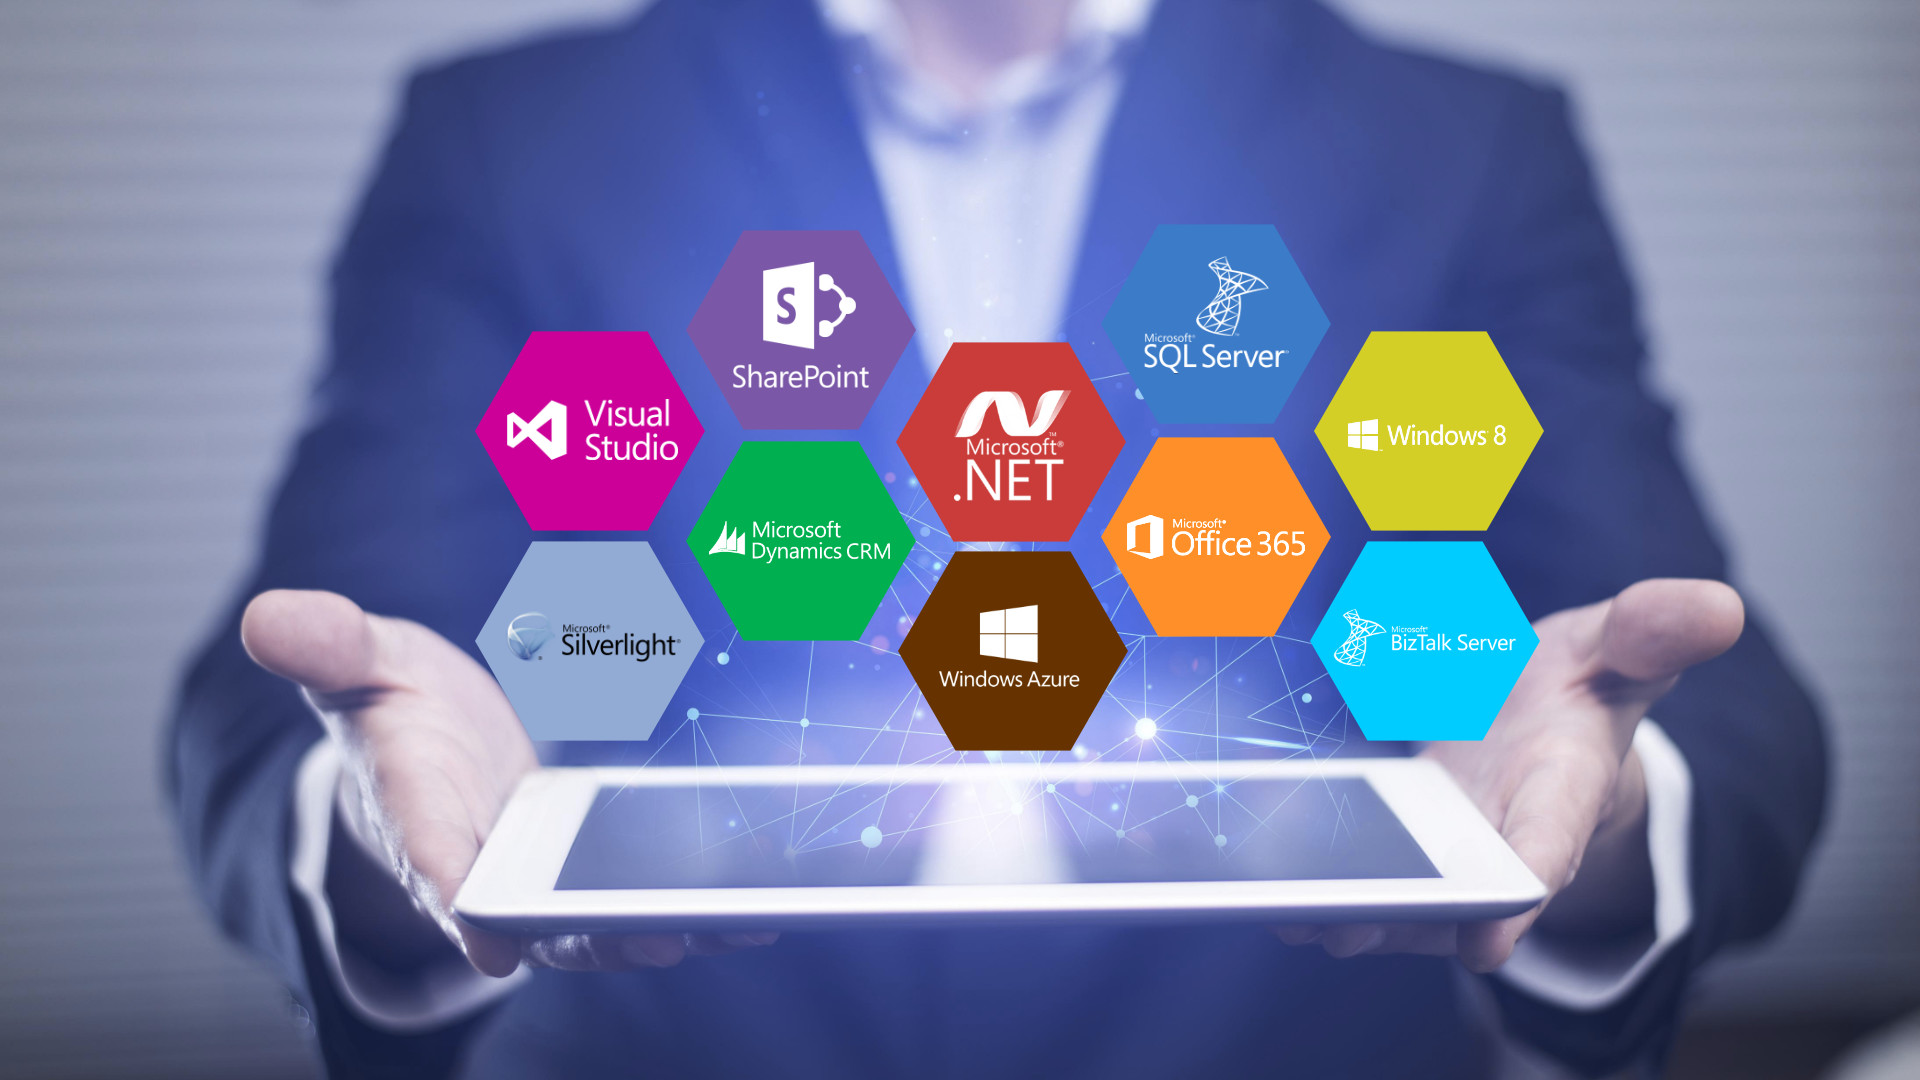 SharePoint
Microsoft®
SQL Server
Visual
Studio
Microsoft®
.NET
Windows 8
Microsoft
Dynamics CRM
Microsoft®
Office 365
Microsoft®
Silverlight®
Windows Azure
Microsoft®
BizTalk Server